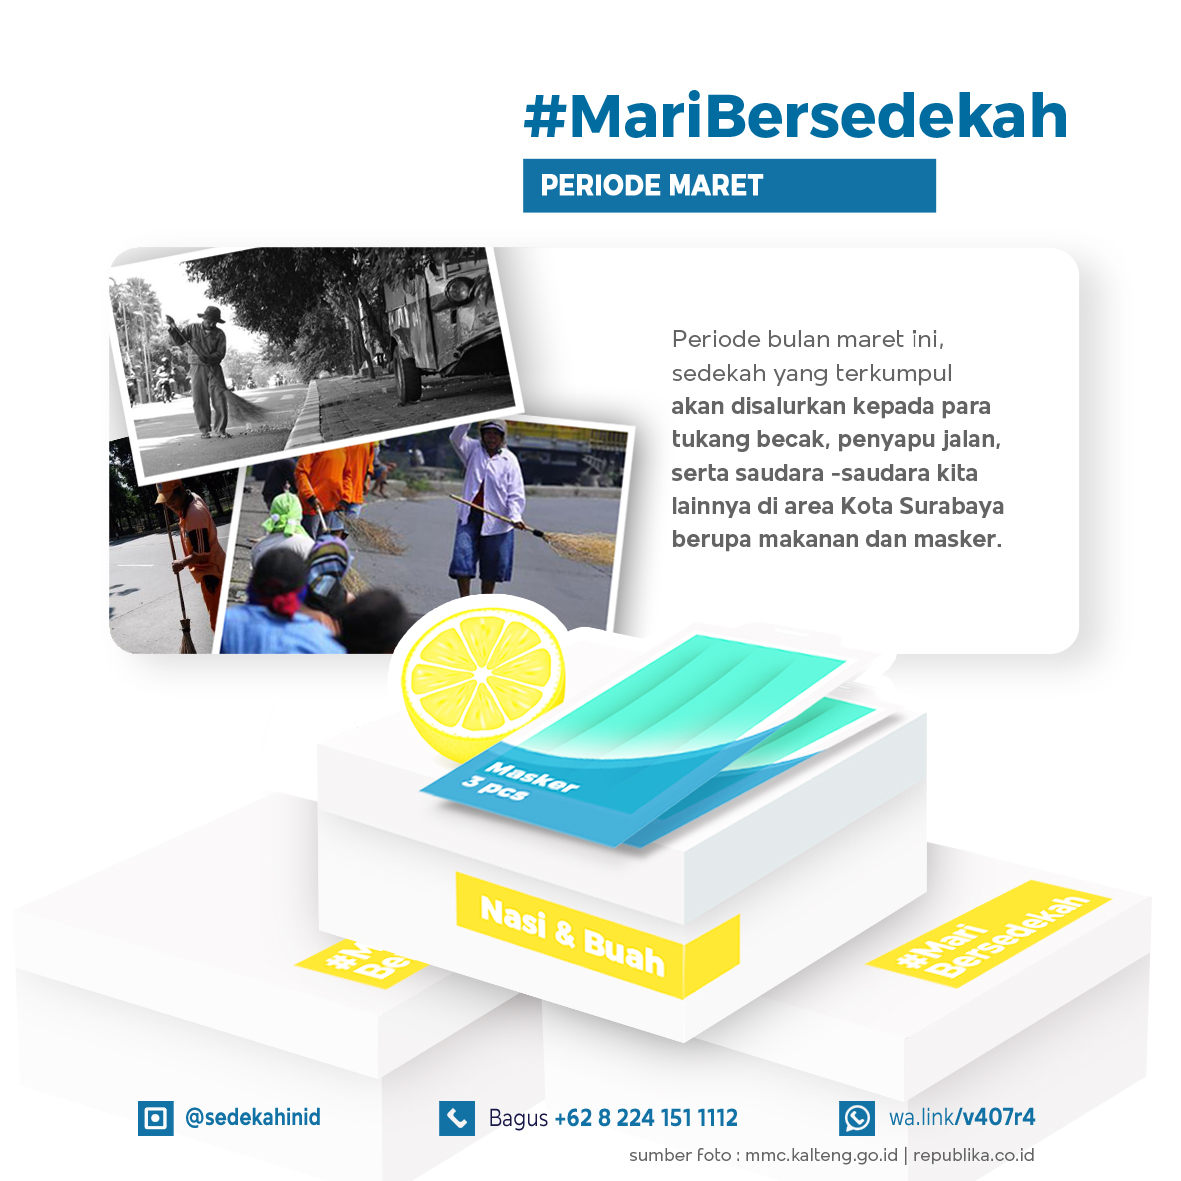 #MariBersedekah
PERIODE MARET
Periode bulan maret ini,
sedekah yang terkumpul
akan disalurkan kepada para
tukang becak, penyapu jalan,
serta saudara -saudara kita
lainnya di area Kota Surabaya
berupa makanan dan masker.
Masker
3 pcs
Nasi & Buah
#M
Be
#Mari
Bersedekah
@sedekahinid
Bagus +62 8 224 151 1112
wa.link/v407r4
sumber foto : mmc.kalteng.go.id | republika.co.id